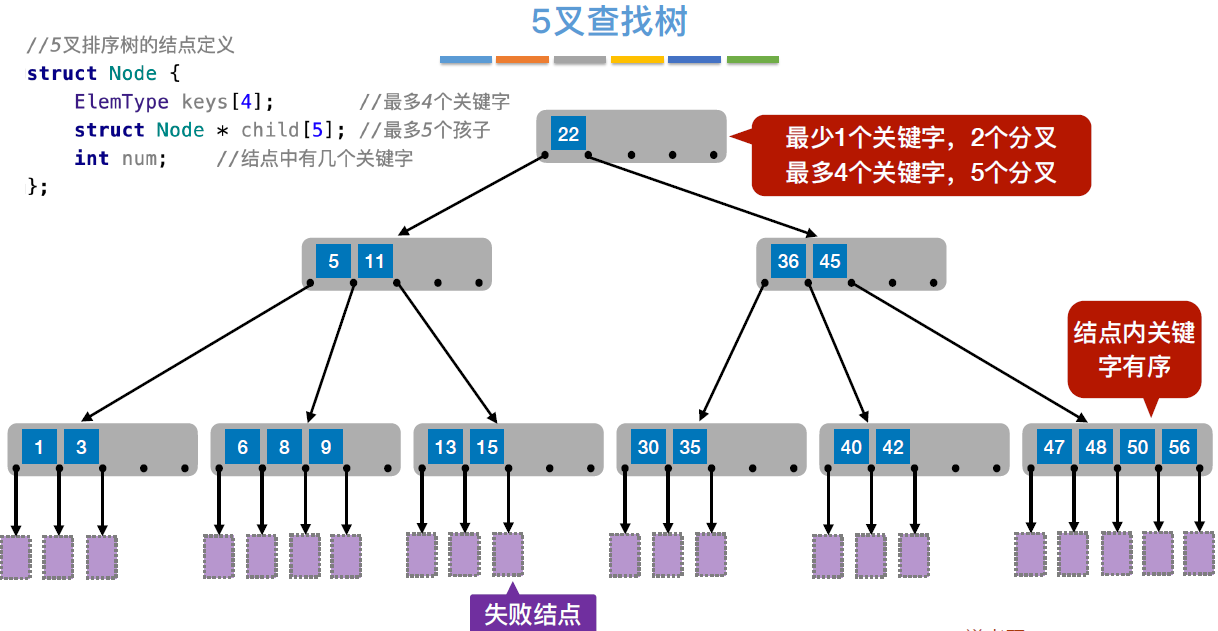 5叉查找树
//5叉排序树的结点定义
struct Node {
ElemType keys[4]; //最多4个关键字
struct Node * child[5]; //最多5个孩子
int num; //结点中有几个关键字
};
22
最少1个关键字，2个分叉
最多4个关键字，5个分叉
5 11
36 45
结点内关键
字有序
1 3
6 8 9
13 15
30 35
40 42
47 48 50 56
失败结点